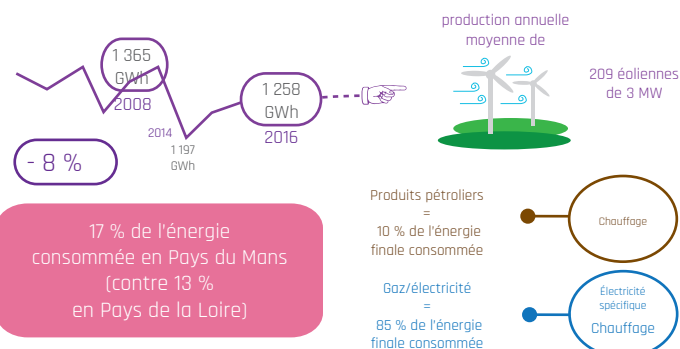 1 365
GWh
2008
2014
1 197
GWh
1 258
GWh
2016
- 8 %
production annuelle
moyenne de
209 éoliennes
de 3 MW
17 % de l'énergie
consommée en Pays du Mans
(contre 13 %
en Pays de la Loire)
Produits pétroliers
=
10 % de l'énergie
finale consommée
Chauffage
Gaz/électricité
=
85 % de l'énergie
finale consommée
Électricité
spécifique
Chauffage